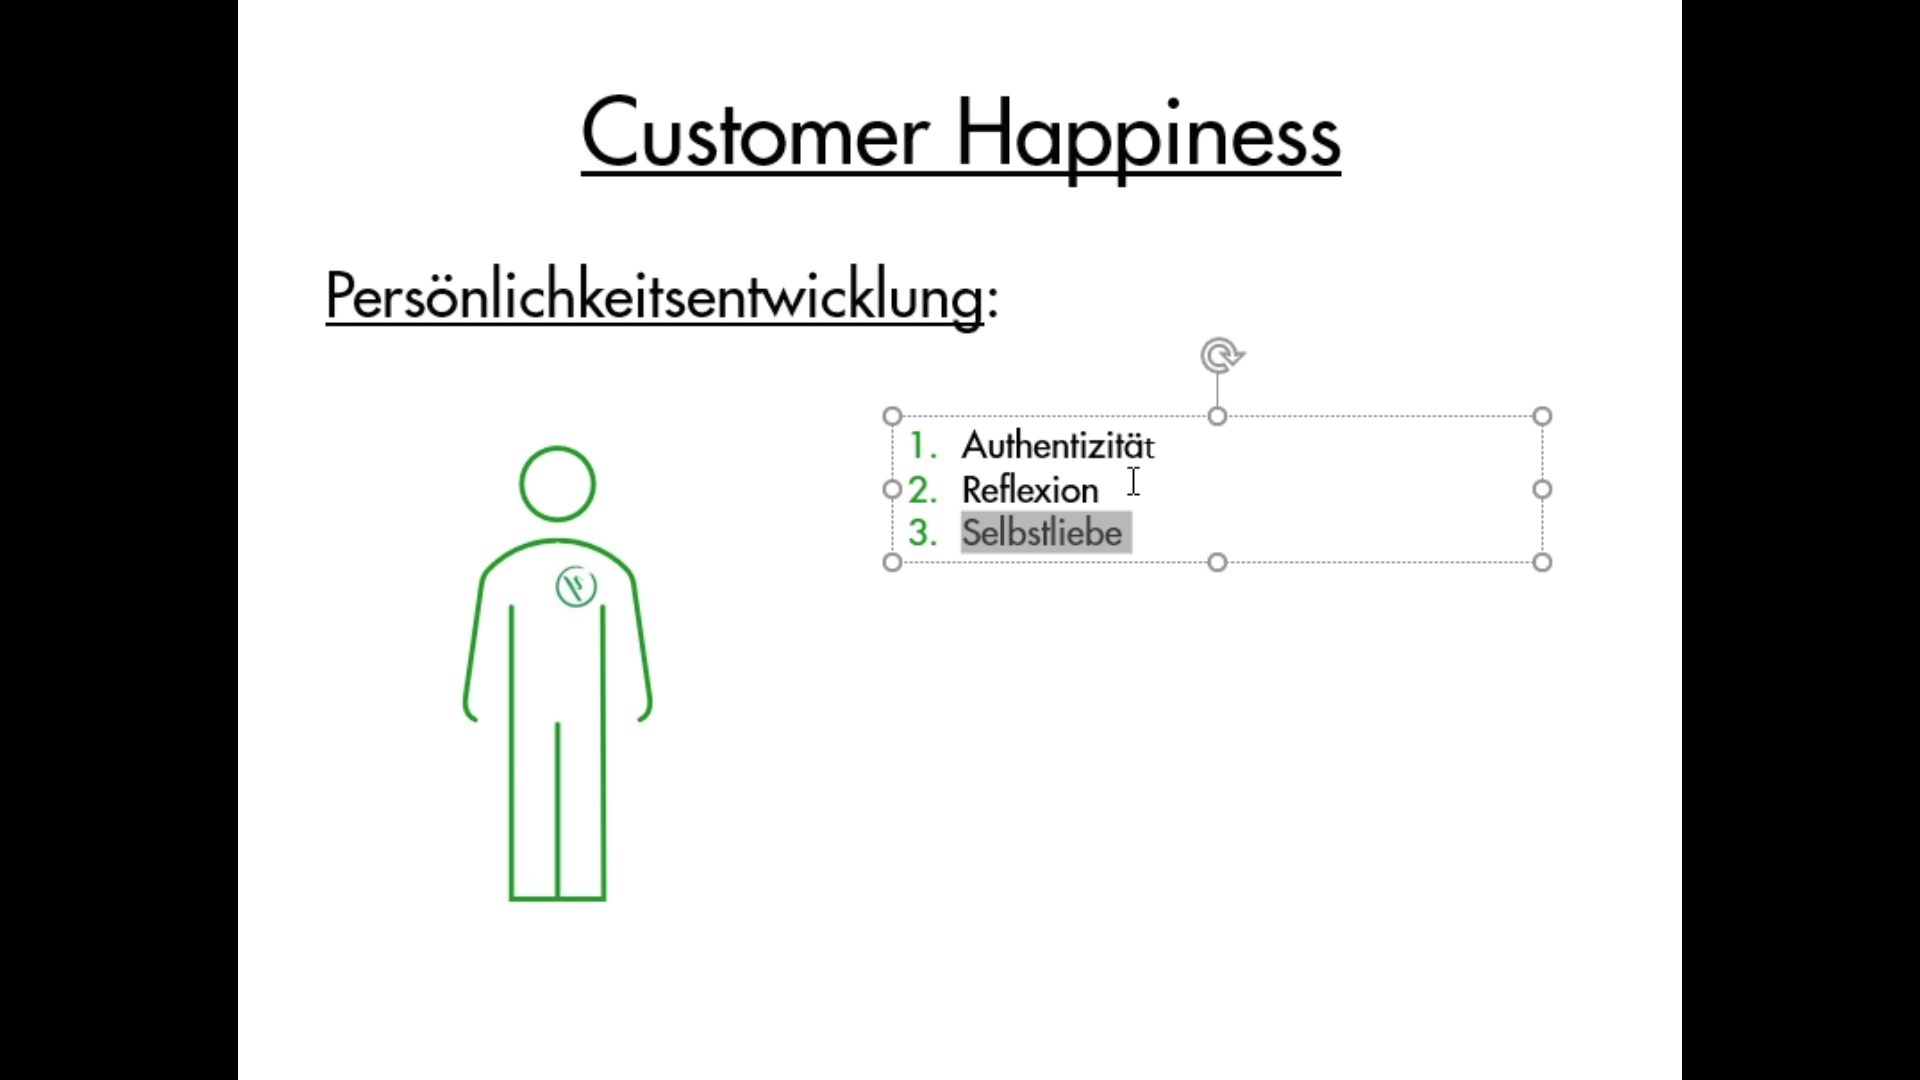 Customer Happiness
Persönlichkeitsentwicklung:
1. Authentizität
2. Reflexion
3. Selbstliebe